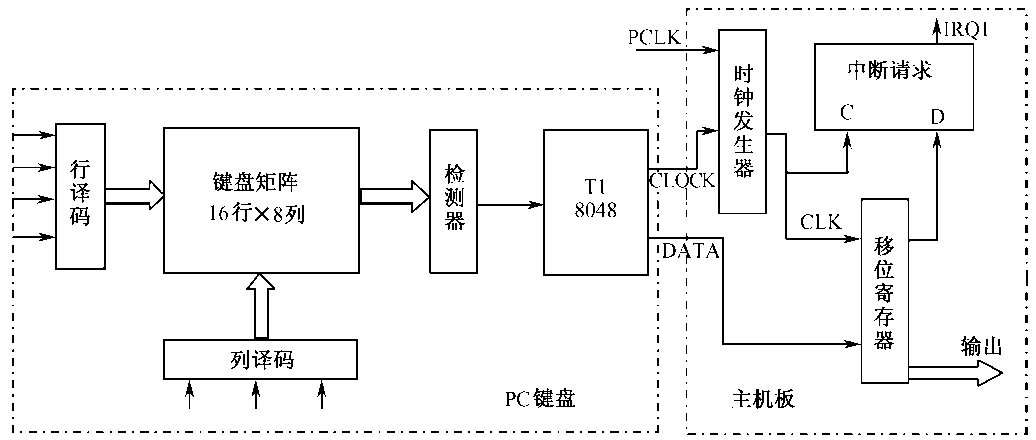 PCLK
IRQ1
时钟发生器
中断请求
C
D
行译码
键盘矩阵
16行×8列
检测器
T1
8048
CLOCK
DATA
CLK
移位寄存器
列译码
输出
PC键盘
主机板